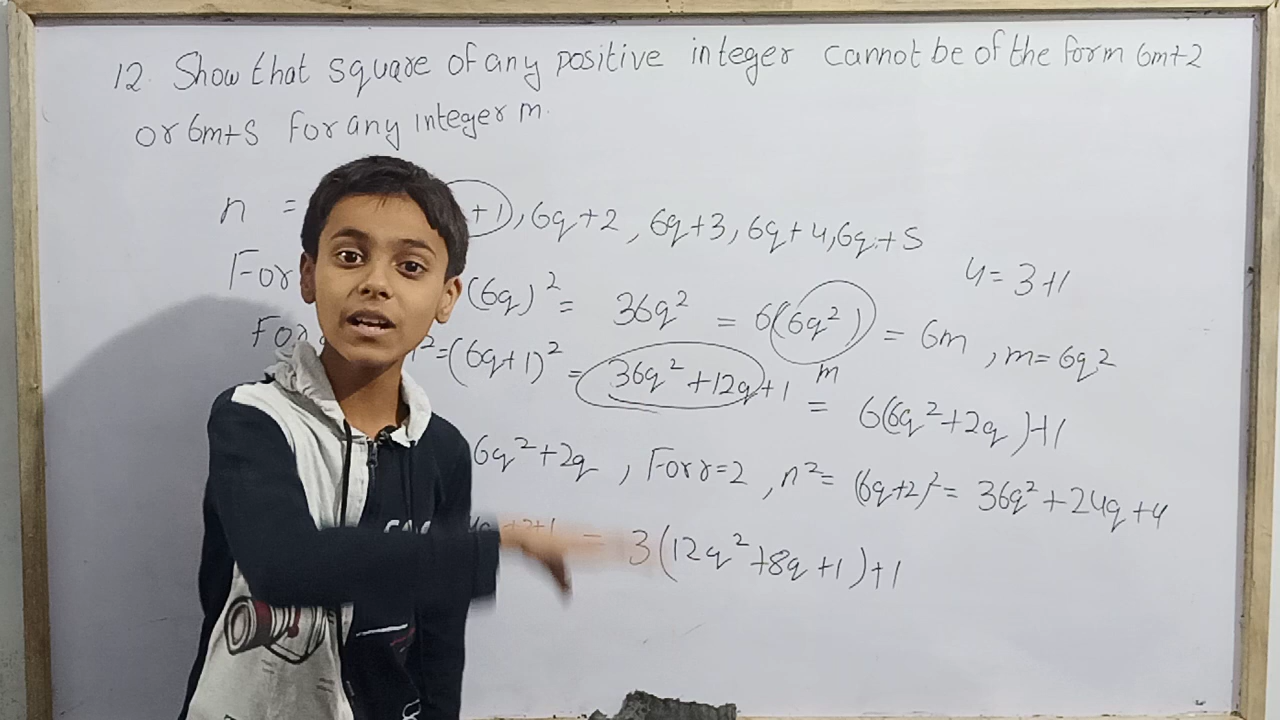 12. Show that square of any positive integer cannot be of the form 6m+2
or 6m+5 for any integer m.
n = +1), 6q+2, 6q+3, 6q+4, 6q+5
4=3+1
For (6q)² = 36q² = 6(6q²) = 6m, m=6q²
m
For ² = (6q+1)² = 36q²+12q+1 = 6(6q²+2q)+1
6q²+2q, For r=2, n² = (6q+2)² = 36q²+24q+4
+3+1 = 3(12q²+8q+1)+1